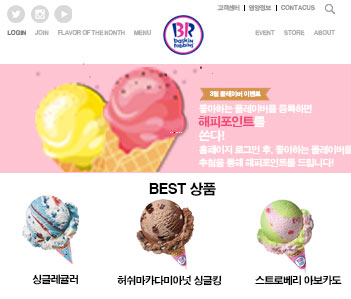 고객센터 영양정보 CONTACUS
LOGIN JOIN FLAVOR OF THE MONTH MENU
BR
baskin robbins
EVENT STORE ABOUT
3월 플레이버 이벤트
좋아하는 플레이버를 등록하면
해피포인트를
쏜다!
홈페이지 로그인 후, 좋아하는 플레이버를
추첨을 통해 해피포인트를 드립니다!
BEST 상품
싱글레귤러
허쉬마카다미아넛 싱글킹
스트로베리 아보카도